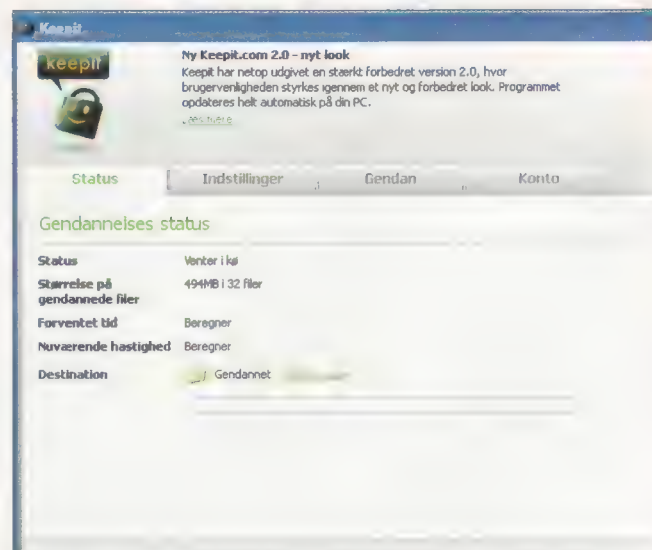 Keepit
keepit
Ny Keepit.com 2.0 - nyt look
Keepit har netop udgivet en stærkt forbedret version 2.0, hvor
brugervenligheden styrkes igennem et nyt og forbedret look. Programmet
opdateres helt automatisk på din PC.
Læs mere
Status Indstillinger Gendan Konto
Gendannelses status
Status Venter i kø
Størrelse på
gendannede filer 494MB i 32 filer
Forventet tid Beregner
Nuværende hastighed Beregner
Destination Gendannet